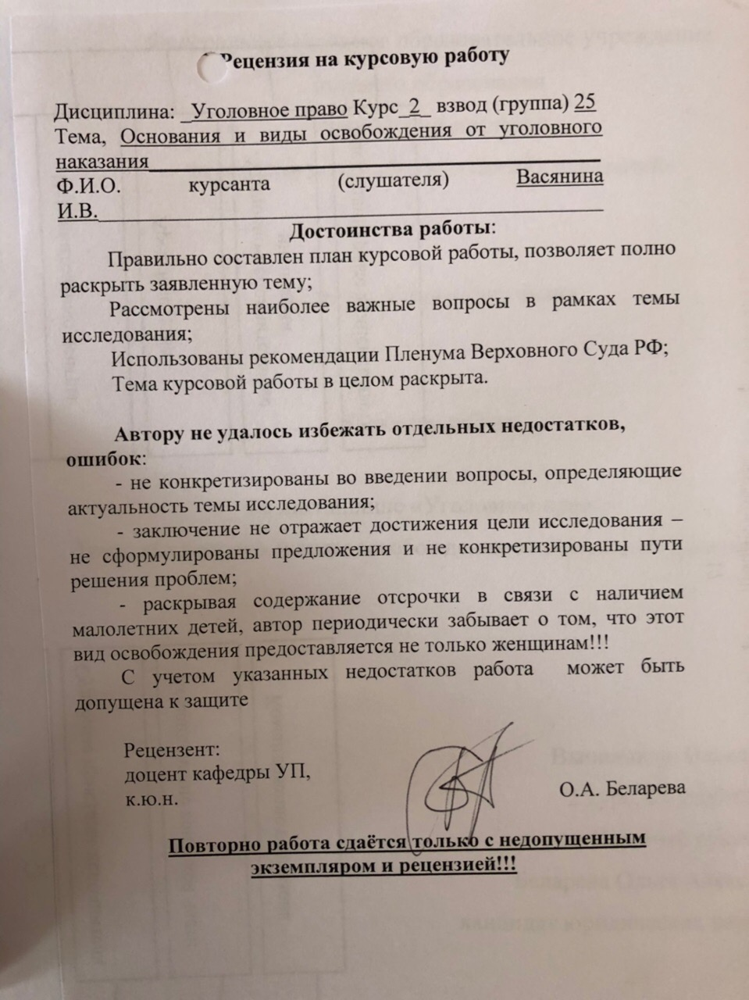 Рецензия на курсовую работу
Дисциплина: _Уголовное право Курс_2_ взвод (группа) 25
Тема, Основания и виды освобождения от уголовного
наказания
Ф.И.О. курсанта (слушателя) Васянина
И.В.
Достоинства работы:
Правильно составлен план курсовой работы, позволяет полно
раскрыть заявленную тему;
Рассмотрены наиболее важные вопросы в рамках темы
исследования;
Использованы рекомендации Пленума Верховного Суда РФ;
Тема курсовой работы в целом раскрыта.
Автору не удалось избежать отдельных недостатков,
ошибок:
- не конкретизированы во введении вопросы, определяющие
актуальность темы исследования;
- заключение не отражает достижения цели исследования –
не сформулированы предложения и не конкретизированы пути
решения проблем;
- раскрывая содержание отсрочки в связи с наличием
малолетних детей, автор периодически забывает о том, что этот
вид освобождения предоставляется не только женщинам!!!
С учетом указанных недостатков работа может быть
допущена к защите
Рецензент:
доцент кафедры УП,
к.ю.н.
О.А. Беларева
Повторно работа сдаётся только с недопущенным
экземпляром и рецензией!!!